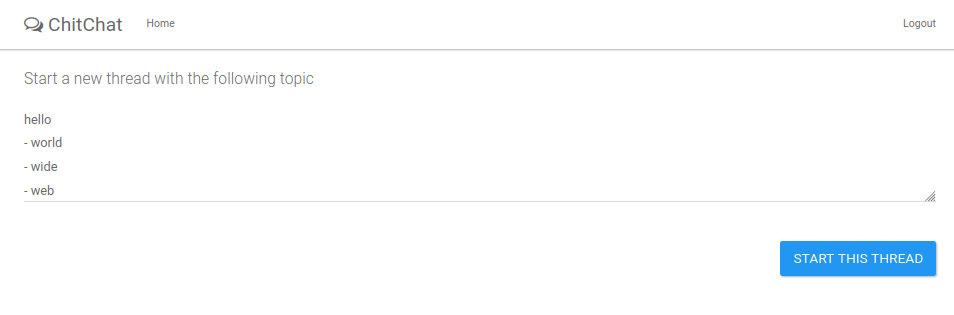 ChitChat Home Logout
Start a new thread with the following topic
hello
- world
- wide
- web
START THIS THREAD